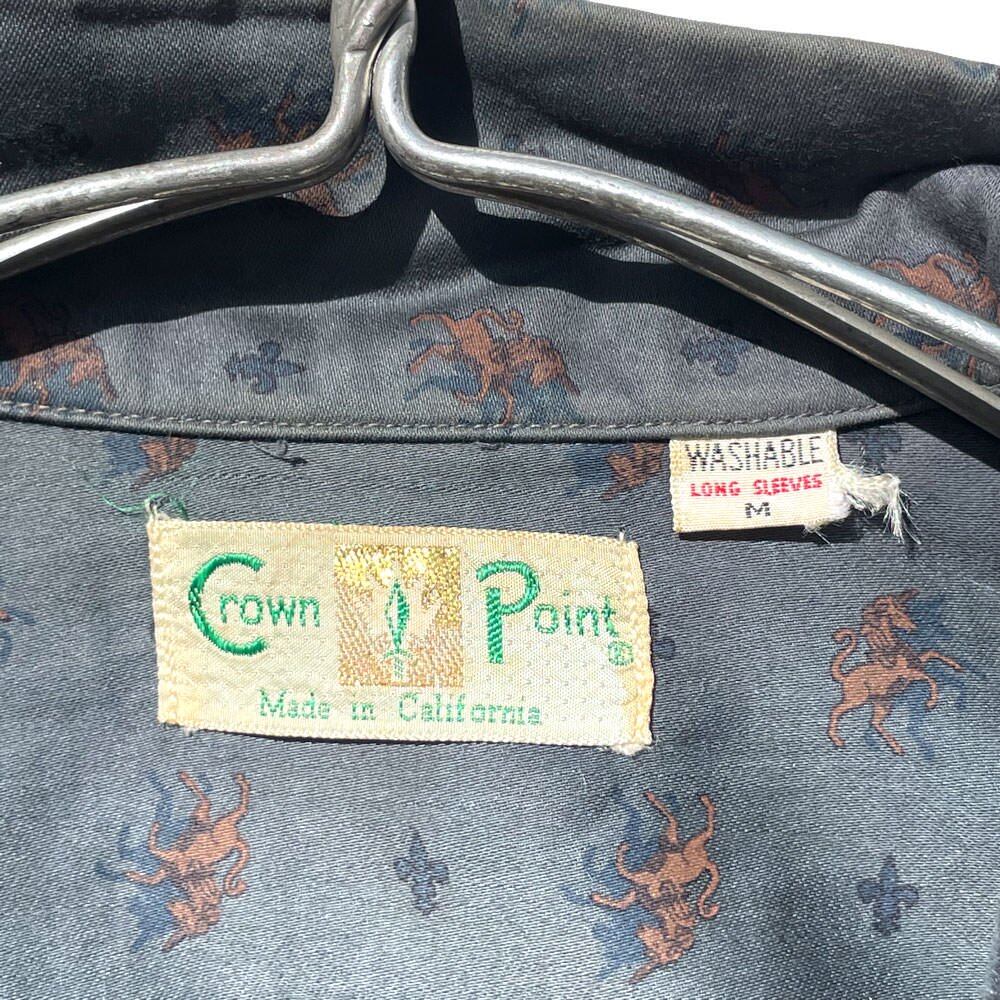 WASHABLE
LONG SLEEVES
M
Crown Point®
Made in California